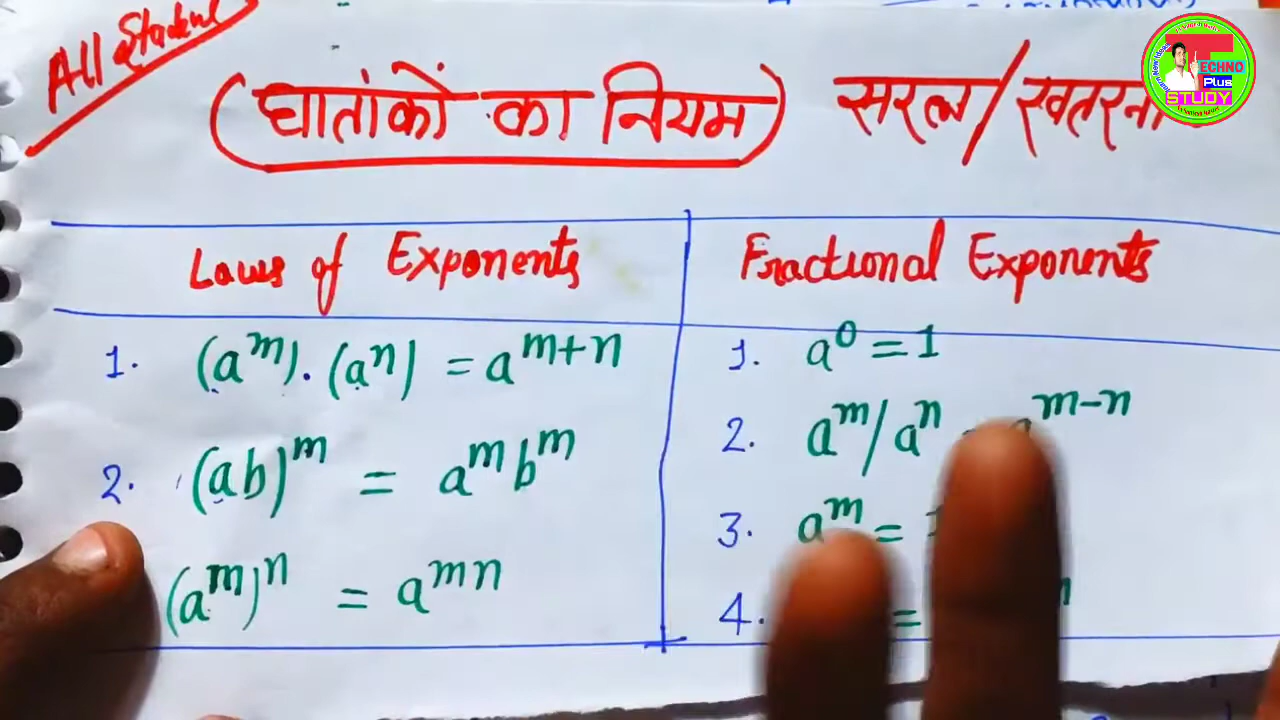 All Student
(घातांकों का नियम) सरल/खतरना
TECHNO
Plus
STUDY
Laws of Exponents
Fractional Exponents
1. (a^m).(a^n) = a^{m+n}
1. a^0 = 1
2. (ab)^m = a^m b^m
2. a^m/a^n a^{m-n}
(a^m)^n = a^{mn}
3. a^m =
4. =